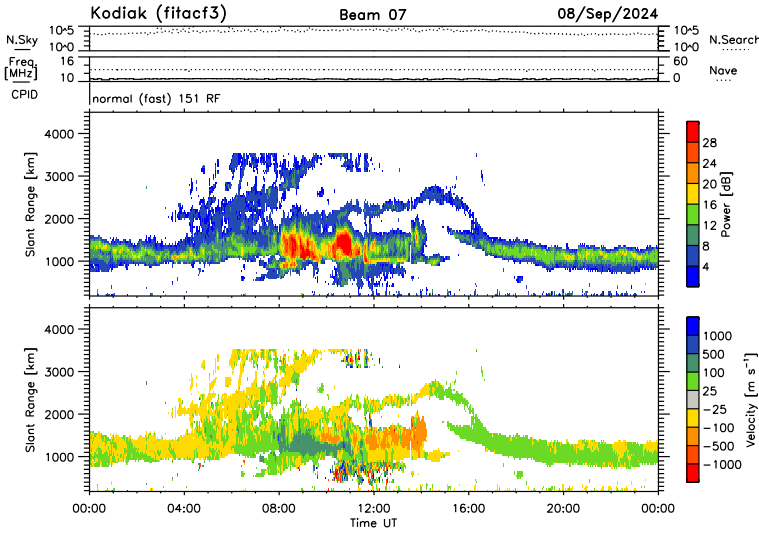 Kodiak (fitacf3) Beam 07 08/Sep/2024
N.Sky 10^5 10^0 10^5 10^0 N.Search
Freq. [MHz] 16 10 60 0 Nave
CPID normal (fast) 151 RF
Slant Range [km] 4000 3000 2000 1000
28 24 20 16 12 8 4 Power [dB]
Slant Range [km] 4000 3000 2000 1000
1000 500 100 25 −25 −100 −500 −1000 Velocity [m s⁻¹]
00:00 04:00 08:00 12:00 16:00 20:00 00:00
Time UT